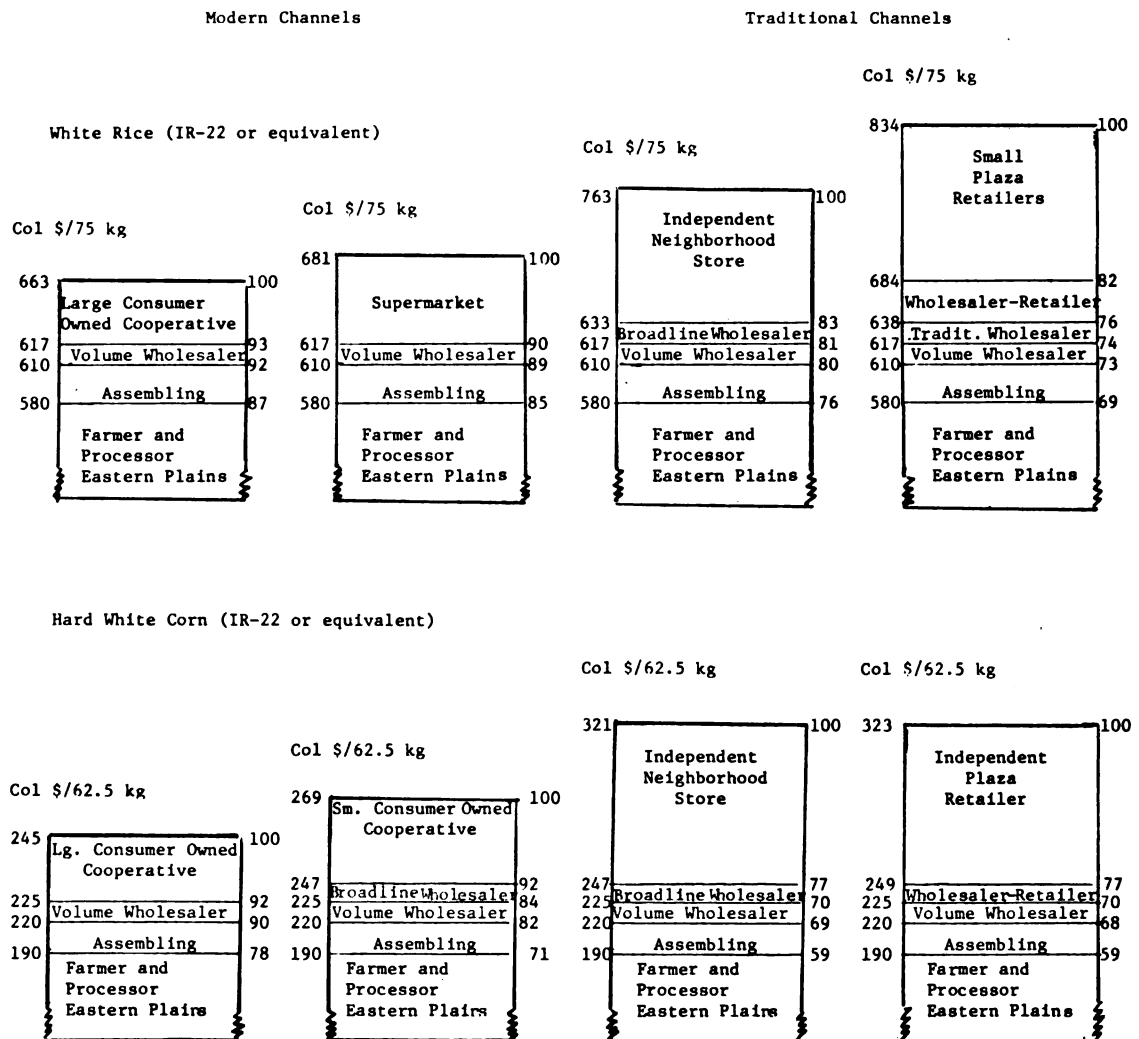 Modern Channels
Traditional Channels
White Rice (IR-22 or equivalent)
Col $/75 kg
663
100
Large Consumer
Owned Cooperative
617
93
Volume Wholesaler
610
92
Assembling
580
87
Farmer and
Processor
Eastern Plains
Col $/75 kg
681
100
Supermarket
617
90
Volume Wholesaler
610
89
Assembling
580
85
Farmer and
Processor
Eastern Plains
Col $/75 kg
763
100
Independent
Neighborhood
Store
633
83
Broadline Wholesaler
617
81
Volume Wholesaler
610
80
Assembling
580
76
Farmer and
Processor
Eastern Plains
Col $/75 kg
834
100
Small
Plaza
Retailers
684
82
Wholesaler-Retailer
638
76
Tradit. Wholesaler
617
74
Volume Wholesaler
610
73
Assembling
580
69
Farmer and
Processor
Eastern Plains
Hard White Corn (IR-22 or equivalent)
Col $/62.5 kg
245
100
Lg. Consumer Owned
Cooperative
225
92
Volume Wholesaler
220
90
Assembling
190
78
Farmer and
Processor
Eastern Plains
Col $/62.5 kg
269
100
Sm. Consumer Owned
Cooperative
247
92
Broadline Wholesaler
225
84
Volume Wholesaler
220
82
Assembling
190
71
Farmer and
Processor
Eastern Plains
Col $/62.5 kg
321
100
Independent
Neighborhood
Store
247
77
Broadline Wholesaler
225
70
Volume Wholesaler
220
69
Assembling
190
59
Farmer and
Processor
Eastern Plains
Col $/62.5 kg
323
100
Independent
Plaza
Retailer
249
77
Wholesaler-Retailer
225
70
Volume Wholesaler
220
68
Assembling
190
59
Farmer and
Processor
Eastern Plains